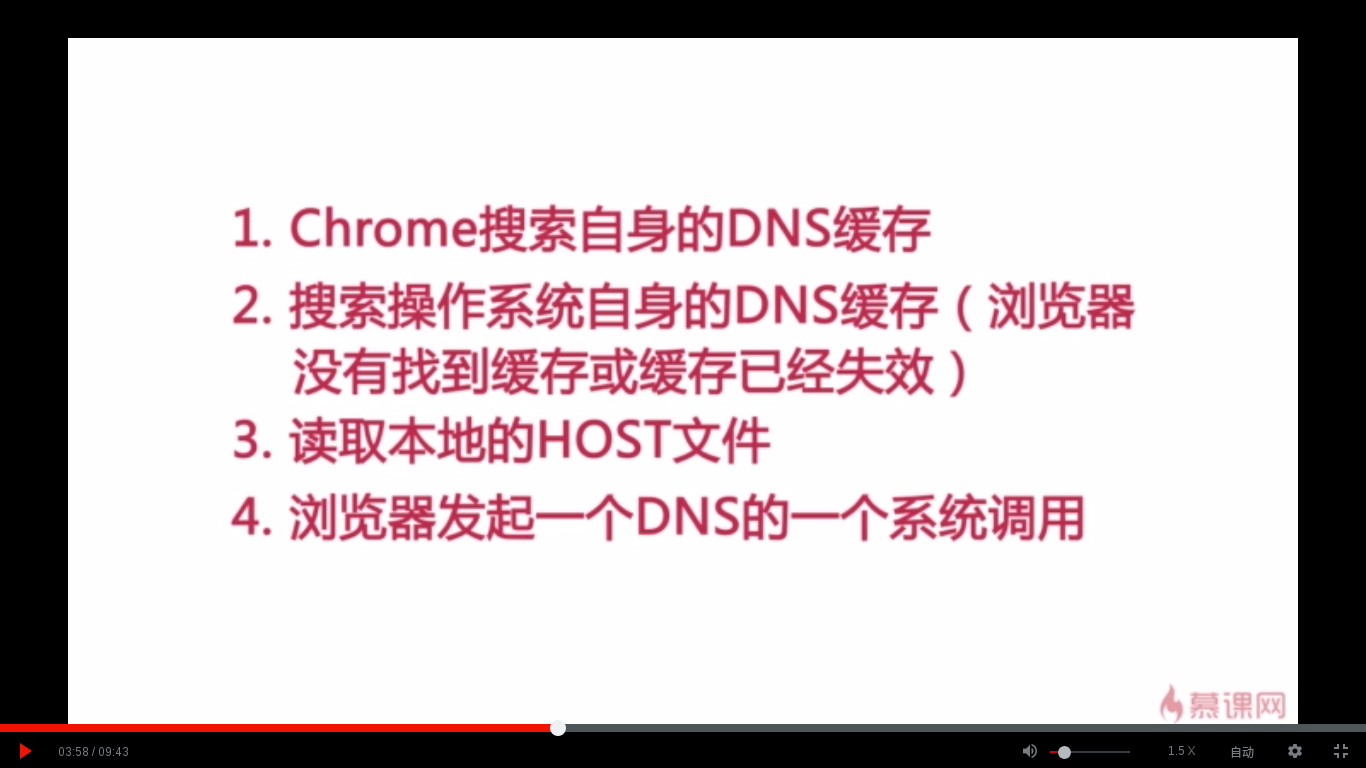 1. Chrome搜索自身的DNS缓存
2. 搜索操作系统自身的DNS缓存（浏览器
没有找到缓存或缓存已经失效）
3. 读取本地的HOST文件
4. 浏览器发起一个DNS的一个系统调用
慕课网
03:58 / 09:43
1.5 X
自动